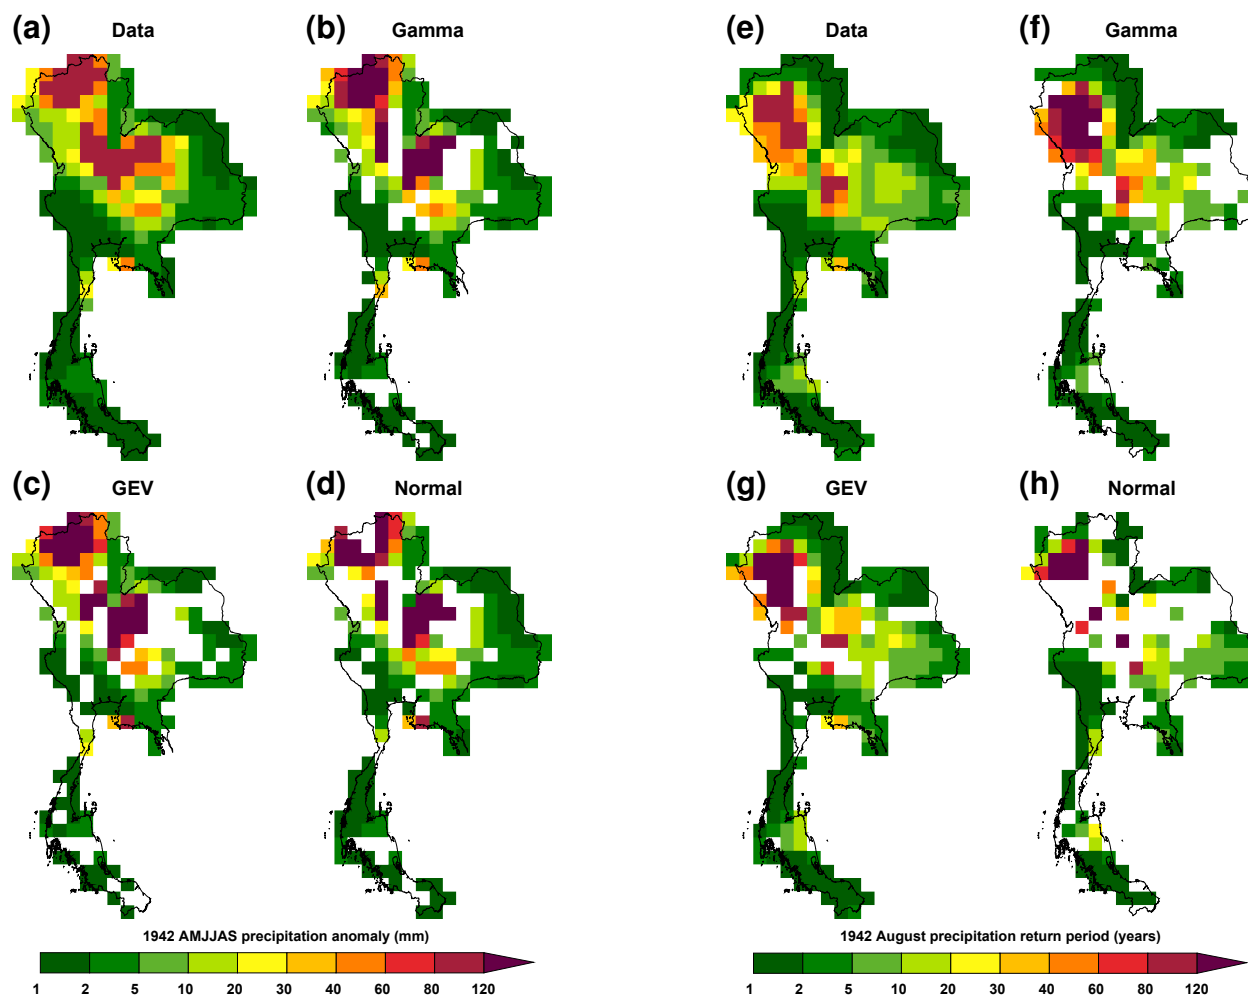 (a) Data (b) Gamma (e) Data (f) Gamma
(c) GEV (d) Normal (g) GEV (h) Normal
1942 AMJJAS precipitation anomaly (mm)
1 2 5 10 20 30 40 60 80 120
1942 August precipitation return period (years)
1 2 5 10 20 30 40 60 80 120